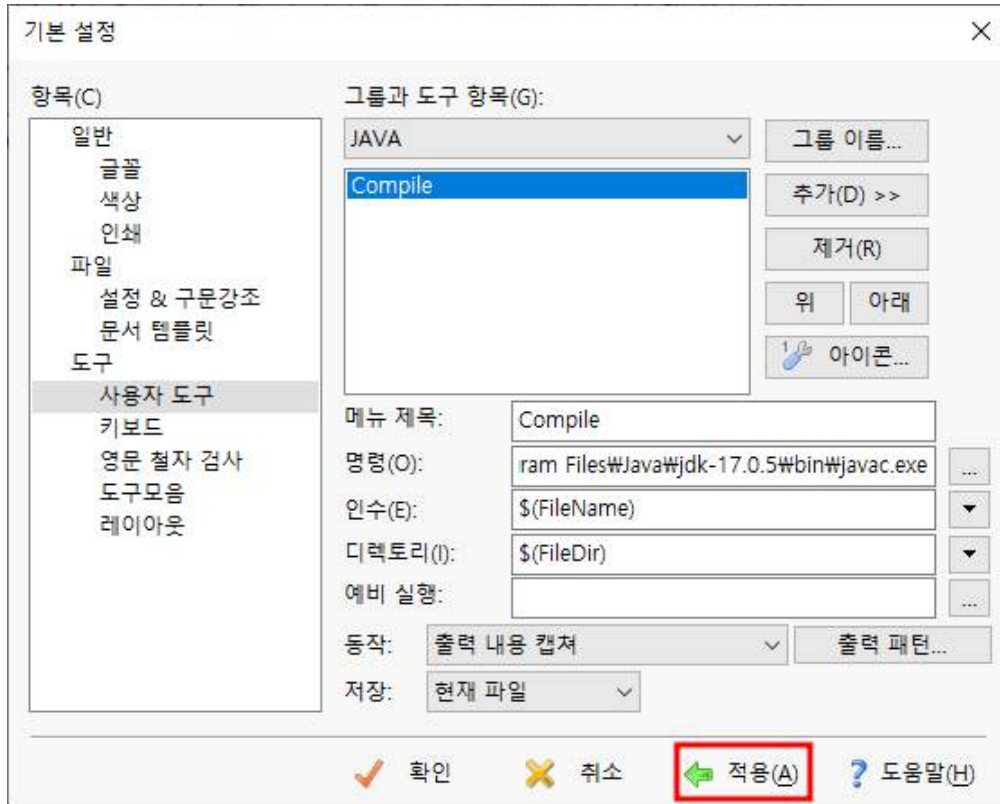 기본 설정
항목(C)
일반
글꼴
색상
인쇄
파일
설정 & 구문강조
문서 템플릿
도구
사용자 도구
키보드
영문 철자 검사
도구모음
레이아웃
그룹과 도구 항목(G):
JAVA
그룹 이름...
Compile
추가(D) >>
제거(R)
위 아래
아이콘...
메뉴 제목: Compile
명령(O): ram Files₩Java₩jdk-17.0.5₩bin₩javac.exe ...
인수(E): $(FileName)
디렉토리(I): $(FileDir)
예비 실행: ...
동작: 출력 내용 캡쳐 출력 패턴...
저장: 현재 파일
확인 취소 적용(A) ? 도움말(H)